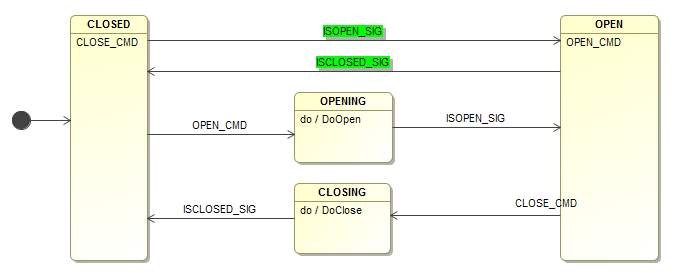 CLOSED
CLOSE_CMD
ISOPEN_SIG
OPEN
OPEN_CMD
ISCLOSED_SIG
OPENING
do / DoOpen
OPEN_CMD
ISOPEN_SIG
CLOSING
do / DoClose
ISCLOSED_SIG
CLOSE_CMD